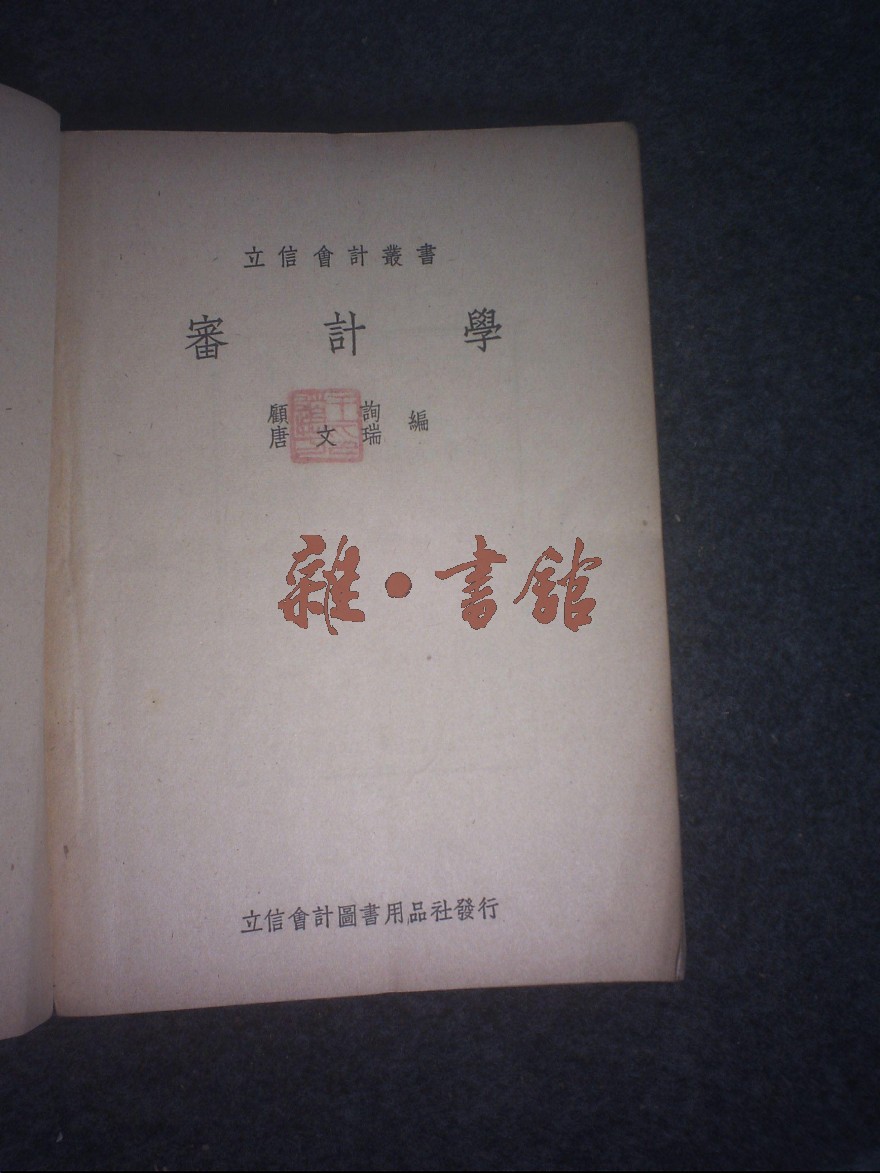 立信會計叢書
審計學
顧詢
唐文瑞 編
雜·書館
立信會計圖書用品社發行